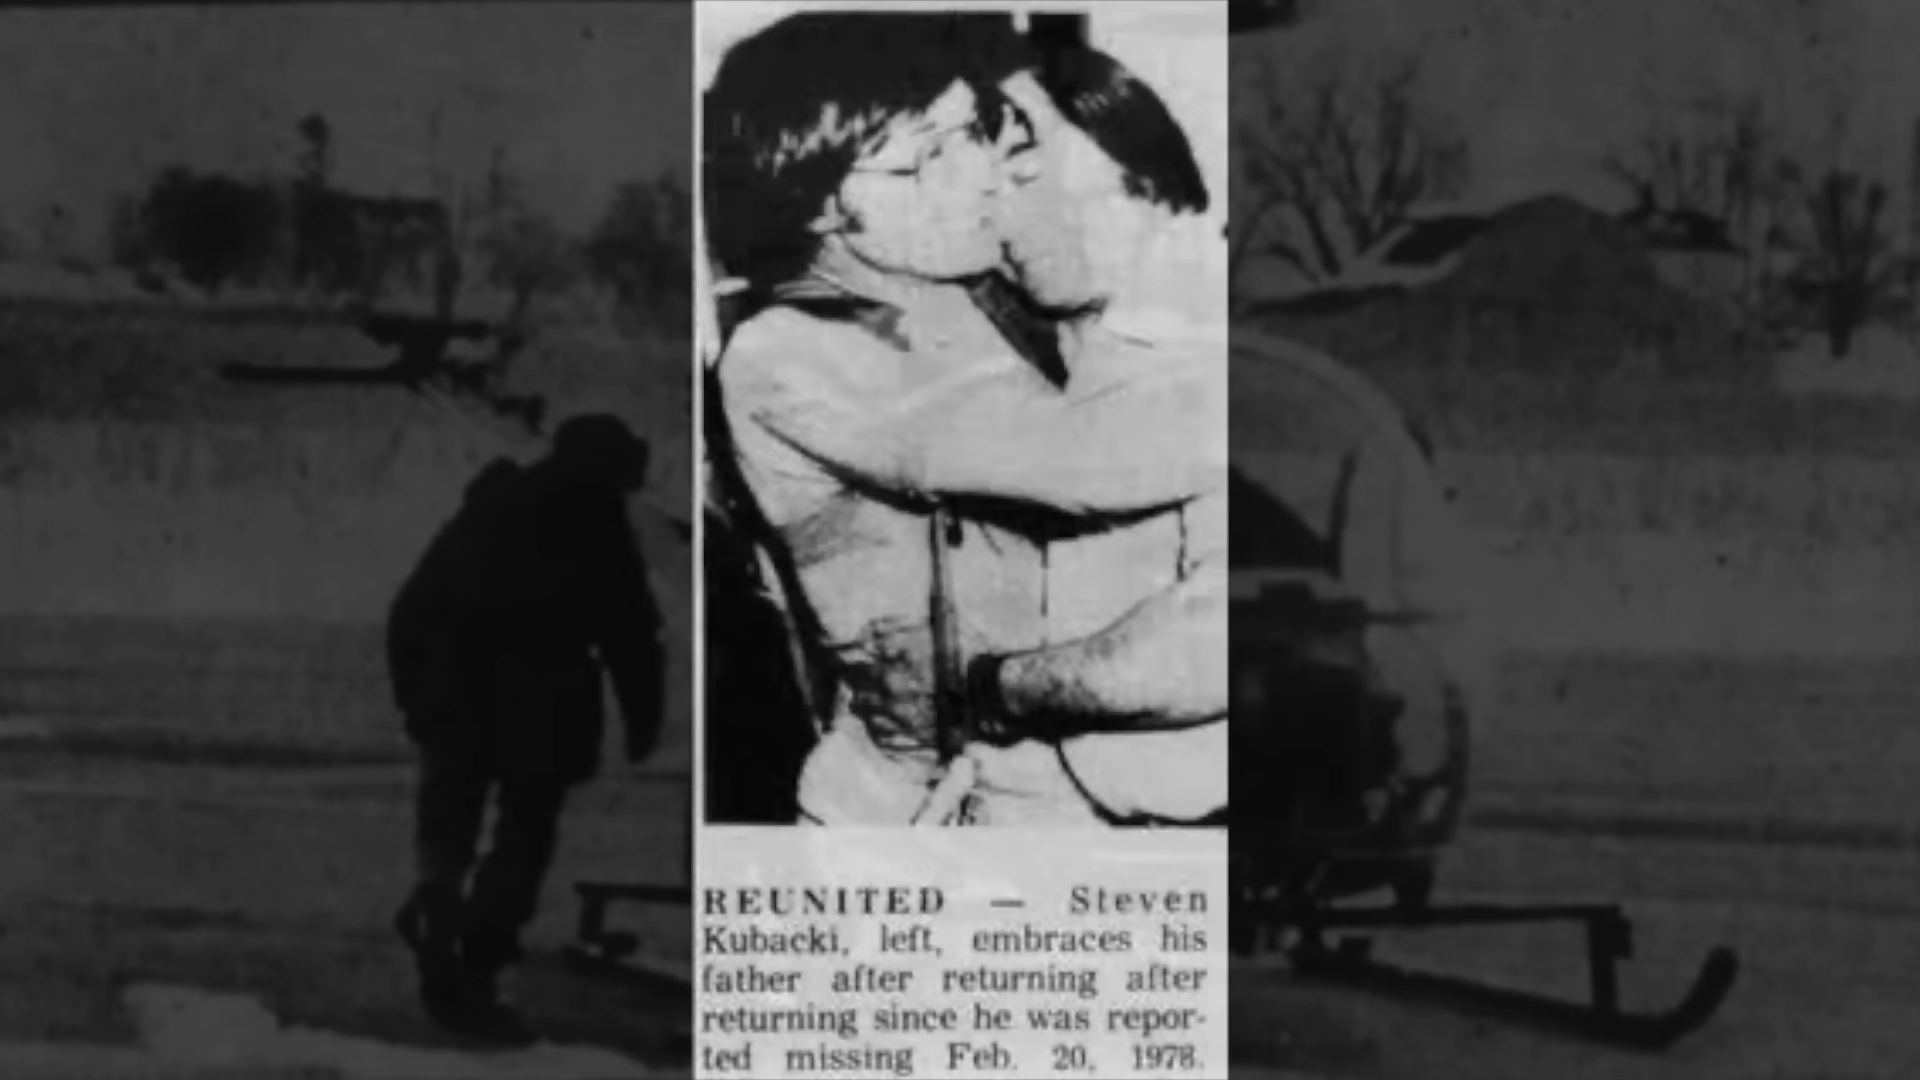 REUNITED — Steven
Kubacki, left, embraces his
father after returning after
returning since he was repor-
ted missing Feb. 20, 1978.